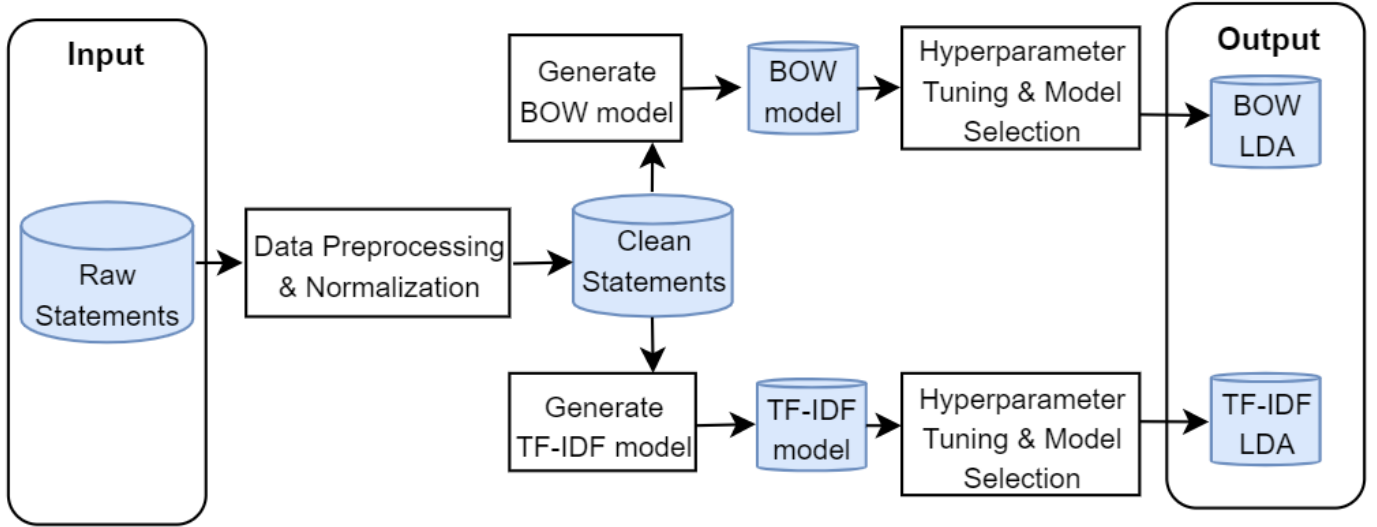 Input
Raw
Statements
Data Preprocessing
& Normalization
Clean
Statements
Generate
BOW model
BOW
model
Hyperparameter
Tuning & Model
Selection
Generate
TF-IDF model
TF-IDF
model
Hyperparameter
Tuning & Model
Selection
Output
BOW
LDA
TF-IDF
LDA